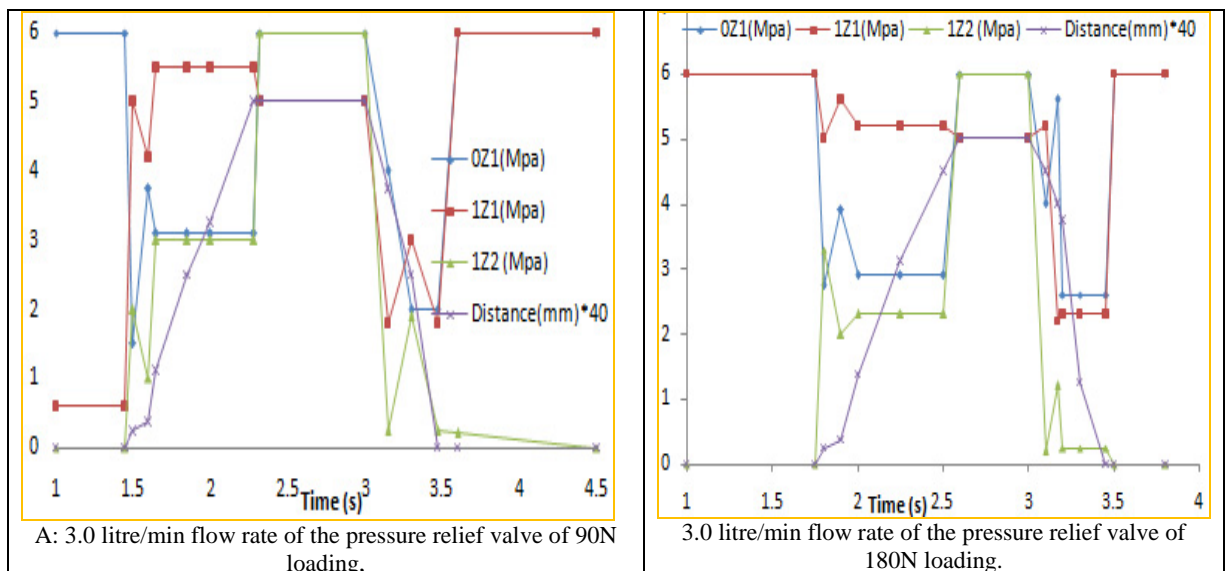 6
5
4
3
2
1
0
0Z1(Mpa)
1Z1(Mpa)
1Z2 (Mpa)
Distance(mm)*40
1 1.5 2 2.5 3 3.5 4 4.5
Time (s)
A: 3.0 litre/min flow rate of the pressure relief valve of 90N
loading.
0Z1(Mpa) 1Z1(Mpa) 1Z2 (Mpa) Distance(mm)*40
6
5
4
3
2
1
0
1 2 2.5 3 3.5 4
Time (s)
3.0 litre/min flow rate of the pressure relief valve of
180N loading.